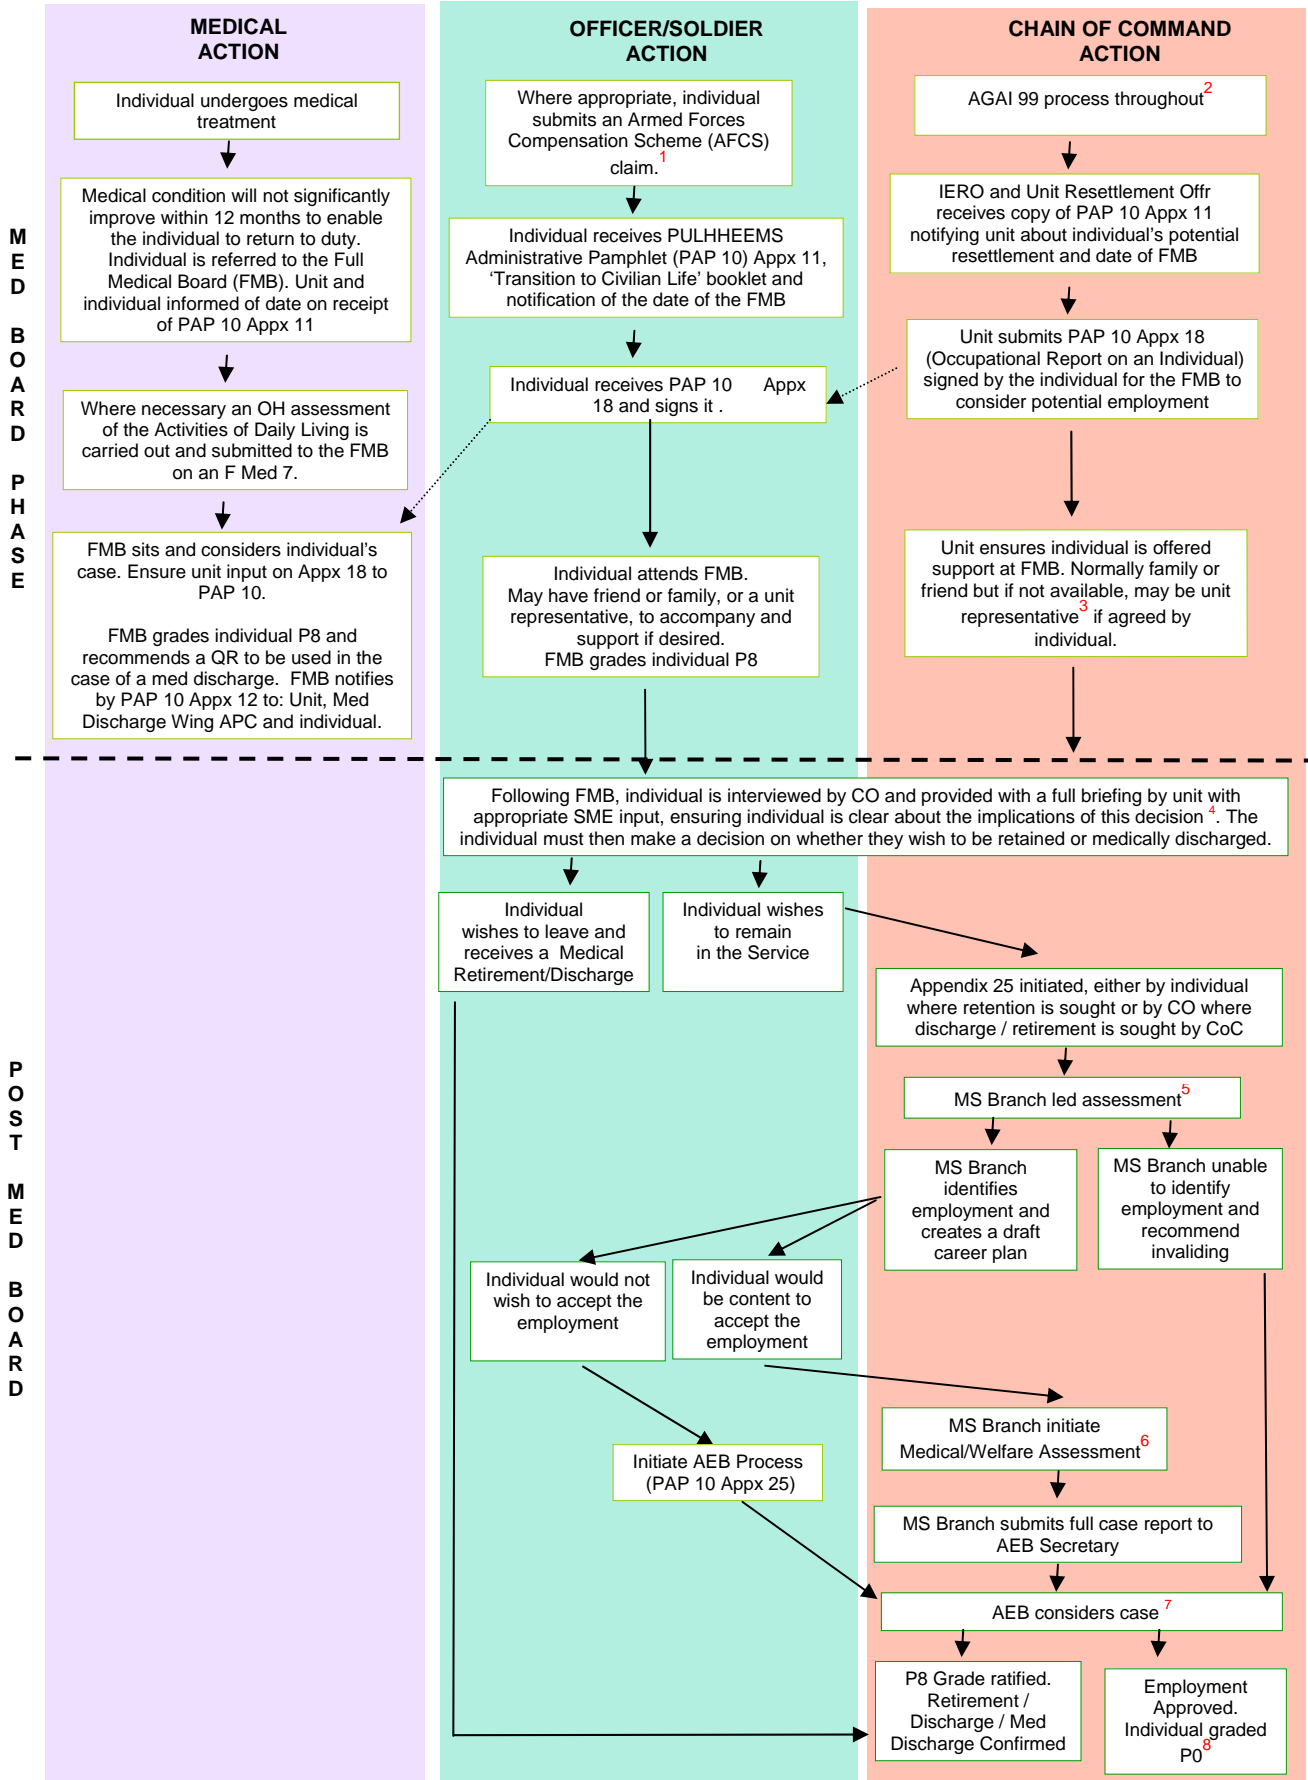 MEDICAL
ACTION
OFFICER/SOLDIER
ACTION
CHAIN OF COMMAND
ACTION
MED BOARD PHASE
Individual undergoes medical
treatment
Medical condition will not significantly
improve within 12 months to enable
the individual to return to duty.
Individual is referred to the Full
Medical Board (FMB). Unit and
individual informed of date on receipt
of PAP 10 Appx 11
Where necessary an OH assessment
of the Activities of Daily Living is
carried out and submitted to the FMB
on an F Med 7.
FMB sits and considers individual's
case. Ensure unit input on Appx 18 to
PAP 10.
FMB grades individual P8 and
recommends a QR to be used in the
case of a med discharge. FMB notifies
by PAP 10 Appx 12 to: Unit, Med
Discharge Wing APC and individual.
Where appropriate, individual
submits an Armed Forces
Compensation Scheme (AFCS)
claim.1
Individual receives PULHHEEMS
Administrative Pamphlet (PAP 10) Appx 11,
‘Transition to Civilian Life’ booklet and
notification of the date of the FMB
Individual receives PAP 10 Appx
18 and signs it .
Individual attends FMB.
May have friend or family, or a unit
representative, to accompany and
support if desired.
FMB grades individual P8
AGAI 99 process throughout2
IERO and Unit Resettlement Offr
receives copy of PAP 10 Appx 11
notifying unit about individual's potential
resettlement and date of FMB
Unit submits PAP 10 Appx 18
(Occupational Report on an Individual)
signed by the individual for the FMB to
consider potential employment
Unit ensures individual is offered
support at FMB. Normally family or
friend but if not available, may be unit
representative3 if agreed by
individual.
POST MED BOARD
Following FMB, individual is interviewed by CO and provided with a full briefing by unit with
appropriate SME input, ensuring individual is clear about the implications of this decision 4. The
individual must then make a decision on whether they wish to be retained or medically discharged.
Individual
wishes to leave and
receives a Medical
Retirement/Discharge
Individual wishes
to remain
in the Service
Appendix 25 initiated, either by individual
where retention is sought or by CO where
discharge / retirement is sought by CoC
MS Branch led assessment5
MS Branch
identifies
employment and
creates a draft
career plan
MS Branch unable
to identify
employment and
recommend
invaliding
Individual would not
wish to accept the
employment
Individual would
be content to
accept the
employment
Initiate AEB Process
(PAP 10 Appx 25)
MS Branch initiate
Medical/Welfare Assessment6
MS Branch submits full case report to
AEB Secretary
AEB considers case 7
P8 Grade ratified.
Retirement /
Discharge / Med
Discharge Confirmed
Employment
Approved.
Individual graded
P08